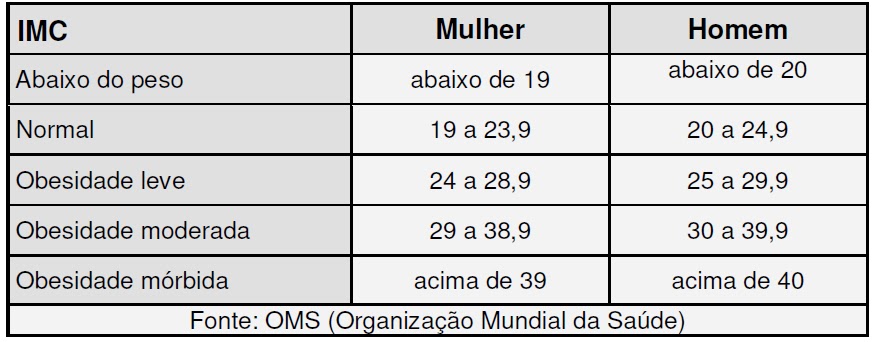 IMC Mulher Homem
Abaixo do peso abaixo de 19 abaixo de 20
Normal 19 a 23,9 20 a 24,9
Obesidade leve 24 a 28,9 25 a 29,9
Obesidade moderada 29 a 38,9 30 a 39,9
Obesidade mórbida acima de 39 acima de 40
Fonte: OMS (Organização Mundial da Saúde)